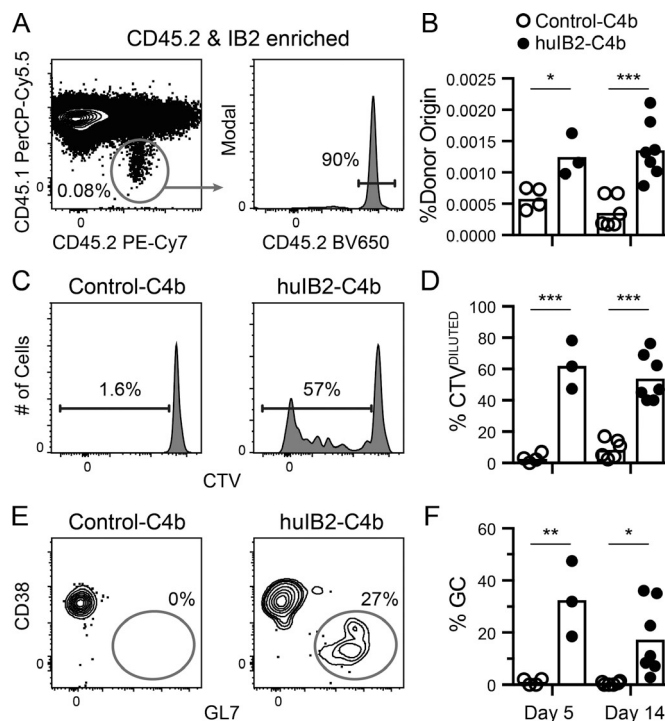 A
CD45.2 & IB2 enriched
CD45.1 PerCP-Cy5.5
0
0.08%
0
CD45.2 PE-Cy7
Modal
90%
0
CD45.2 BV650
B
Control-C4b
huIB2-C4b
%Donor Origin
0.0025
0.0020
0.0015
0.0010
0.0005
0.0000
*
***
C
Control-C4b
huIB2-C4b
# of Cells
0
1.6%
0
0
57%
0
CTV
D
% CTVDILUTED
100
80
60
40
20
0
***
***
E
Control-C4b
huIB2-C4b
CD38
0
0%
0
0
27%
0
GL7
F
% GC
60
40
20
0
**
*
Day 5
Day 14